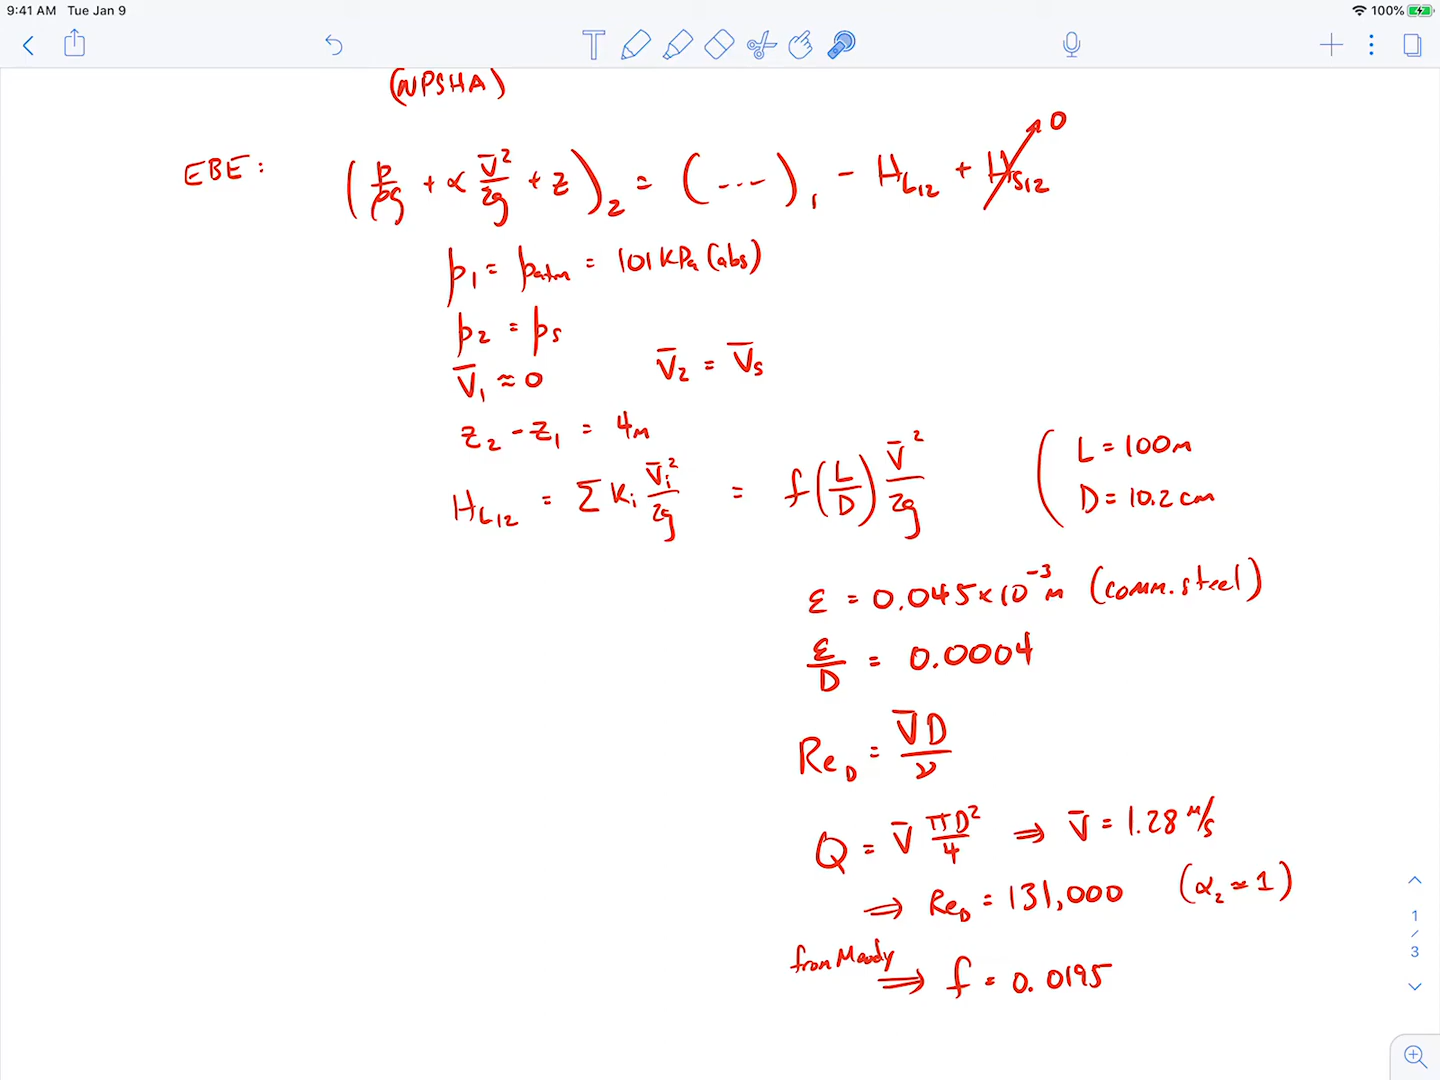 9:41 AM Tue Jan 9 100%
T
(NPSHA)
EBE: (p/ρg + α V̄²/2g + z)₂ = (...)₁ - H_L12 + H_S12 → 0
p₁ = p_atm = 101 kPa (abs)
p₂ = p_s
V̄₁ ≈ 0 V̄₂ = V̄_s
z₂ - z₁ = 4m
H_L12 = Σ K_i V̄_i²/2g = f (L/D) V̄²/2g
L = 100m
D = 10.2 cm
ε = 0.045×10⁻³ m (comm. steel)
ε/D = 0.0004
Re_D = V̄D/ν
Q = V̄ πD²/4 ⇒ V̄ = 1.28 m/s
⇒ Re_D = 131,000 (α₂ ≈ 1)
from Moody ⇒ f = 0.0195
1
/
3